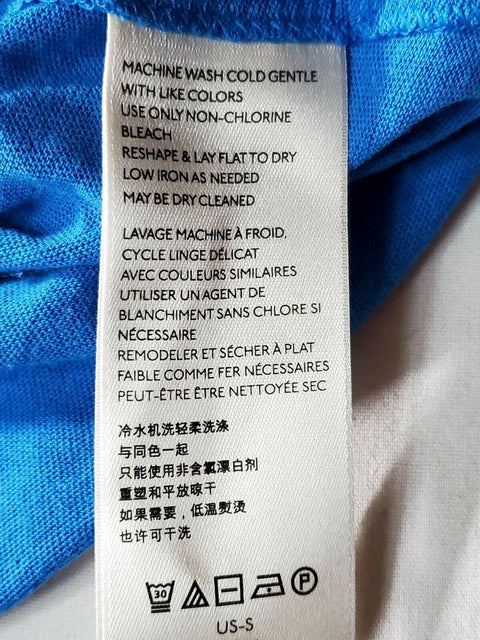 MACHINE WASH COLD GENTLE
WITH LIKE COLORS
USE ONLY NON-CHLORINE
BLEACH
RESHAPE & LAY FLAT TO DRY
LOW IRON AS NEEDED
MAY BE DRY CLEANED
LAVAGE MACHINE À FROID,
CYCLE LINGE DÉLICAT
AVEC COULEURS SIMILAIRES
UTILISER UN AGENT DE
BLANCHIMENT SANS CHLORE SI
NÉCESSAIRE
REMODELER ET SÉCHER À PLAT
FAIBLE COMME FER NÉCESSAIRES
PEUT-ÊTRE ÊTRE NETTOYÉE SEC
冷水机洗轻柔洗涤
与同色一起
只能使用非含氯漂白剂
重塑和平放晾干
如果需要，低温熨烫
也许可干洗
30 P
US-S